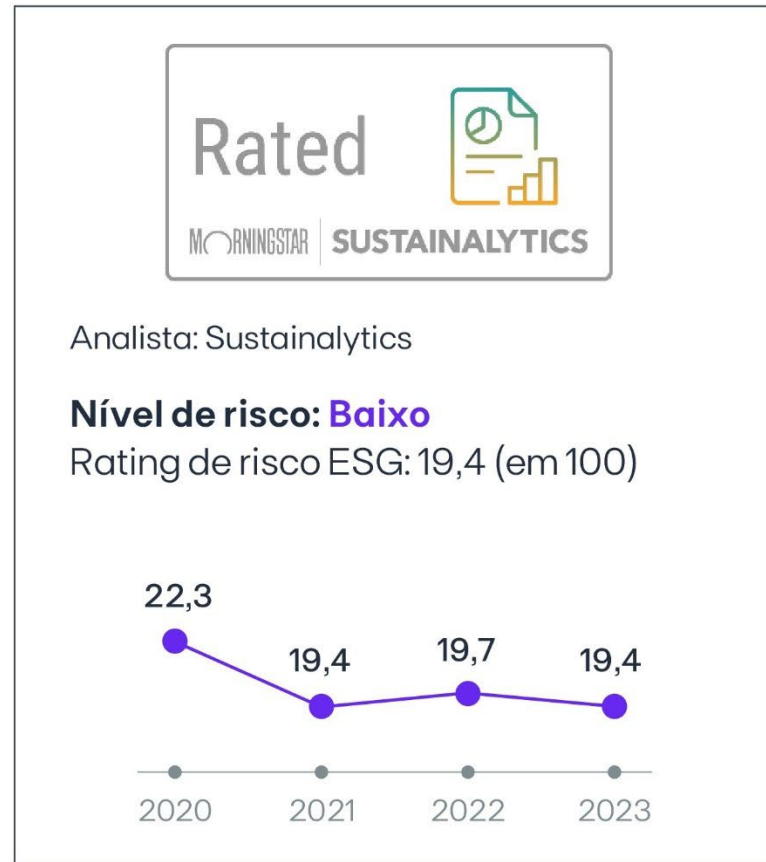 Rated
MORNINGSTAR | SUSTAINALYTICS
Analista: Sustainalytics
Nível de risco: Baixo
Rating de risco ESG: 19,4 (em 100)
22,3
19,4
19,7
19,4
2020
2021
2022
2023